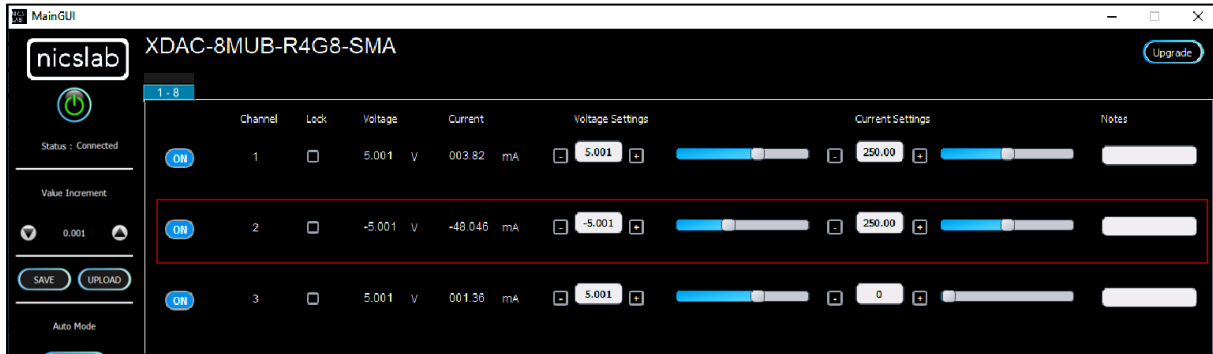 MainGUI
nicslab
XDAC-8MUB-R4G8-SMA
Upgrade
1 - 8
Channel Lock Voltage Current Voltage Settings Current Settings Notes
Status : Connected
ON 1 5.001 V 003.82 mA - 5.001 + - 250.00 +
Value Increment
0.001
ON 2 -5.001 V -48.046 mA - -5.001 + - 250.00 +
SAVE UPLOAD
ON 3 5.001 V 001.36 mA - 5.001 + - 0 +
Auto Mode